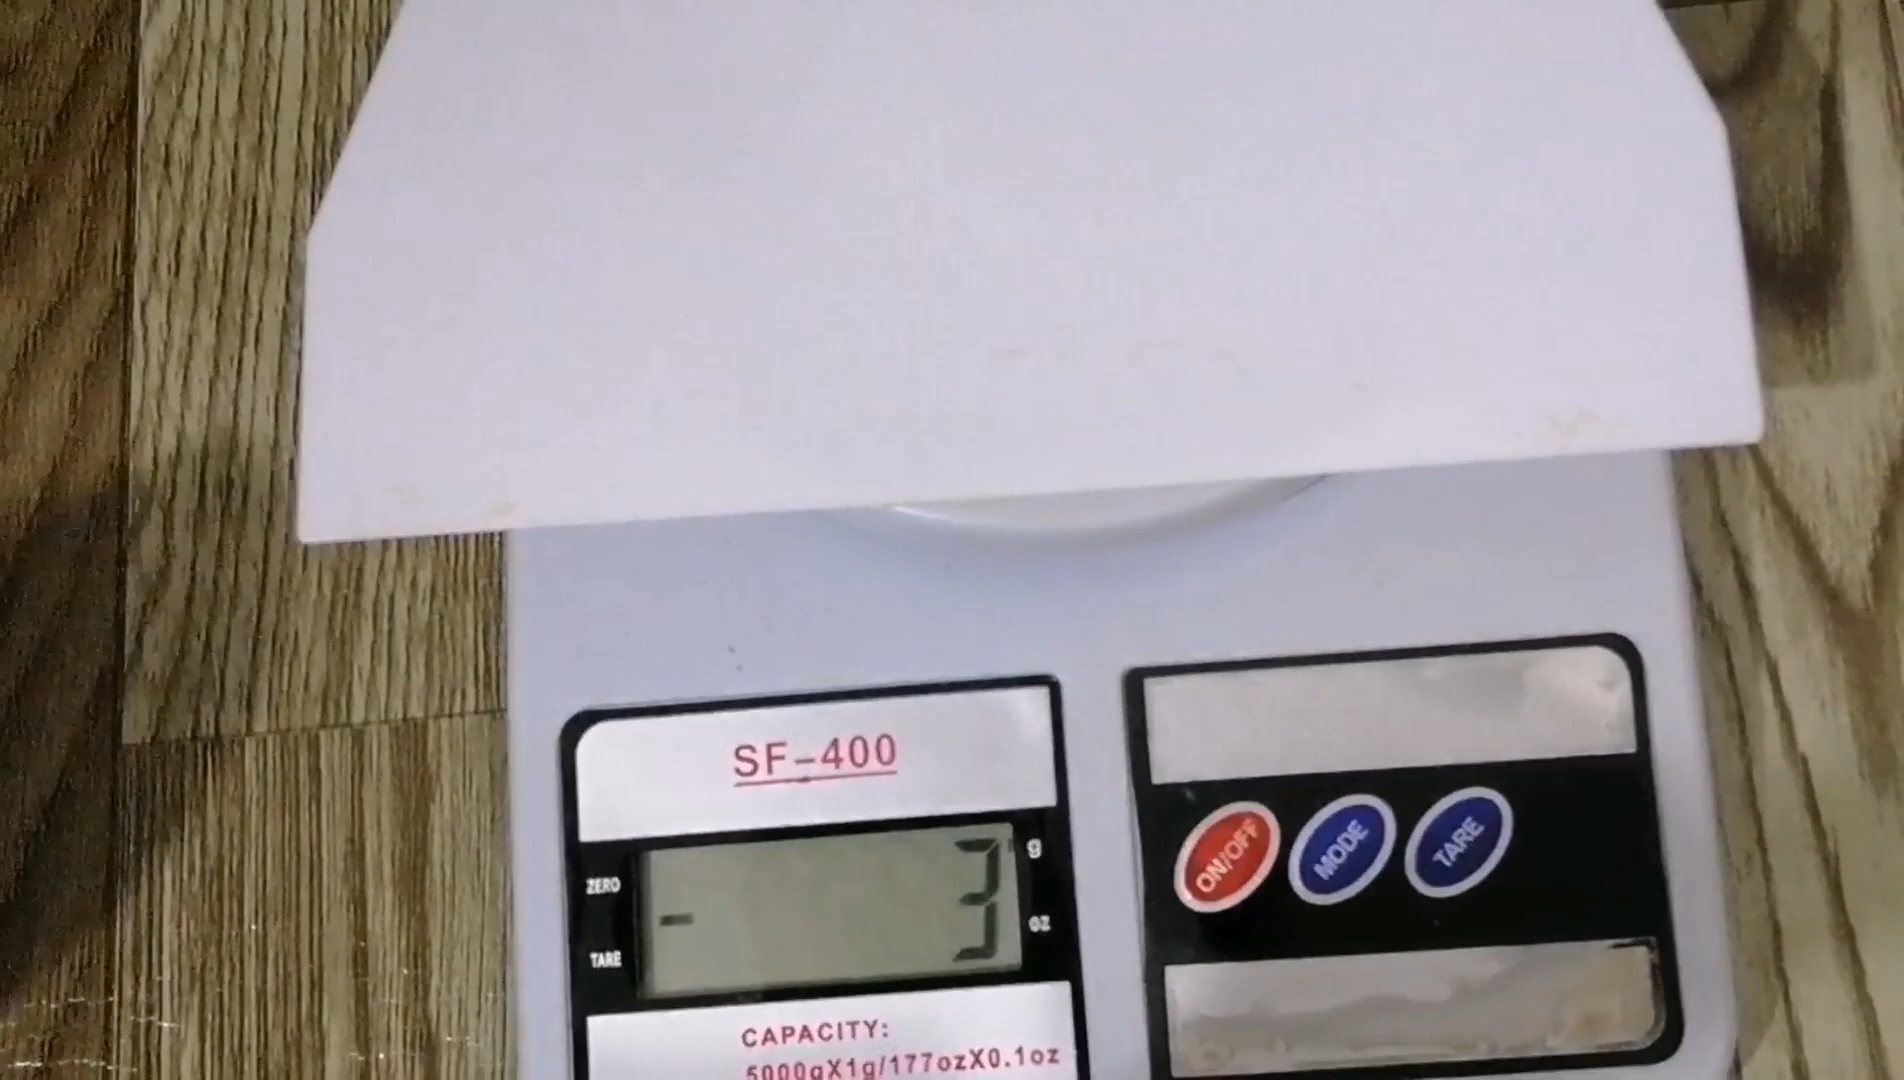 SF-400
ZERO
TARE
- 3
g
oz
ON/OFF
MODE
TARE
CAPACITY:
5000gX1g/177ozX0.1oz